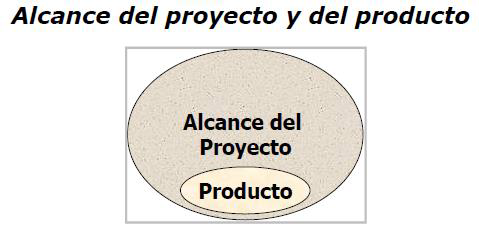 Alcance del proyecto y del producto
Alcance del
Proyecto
Producto